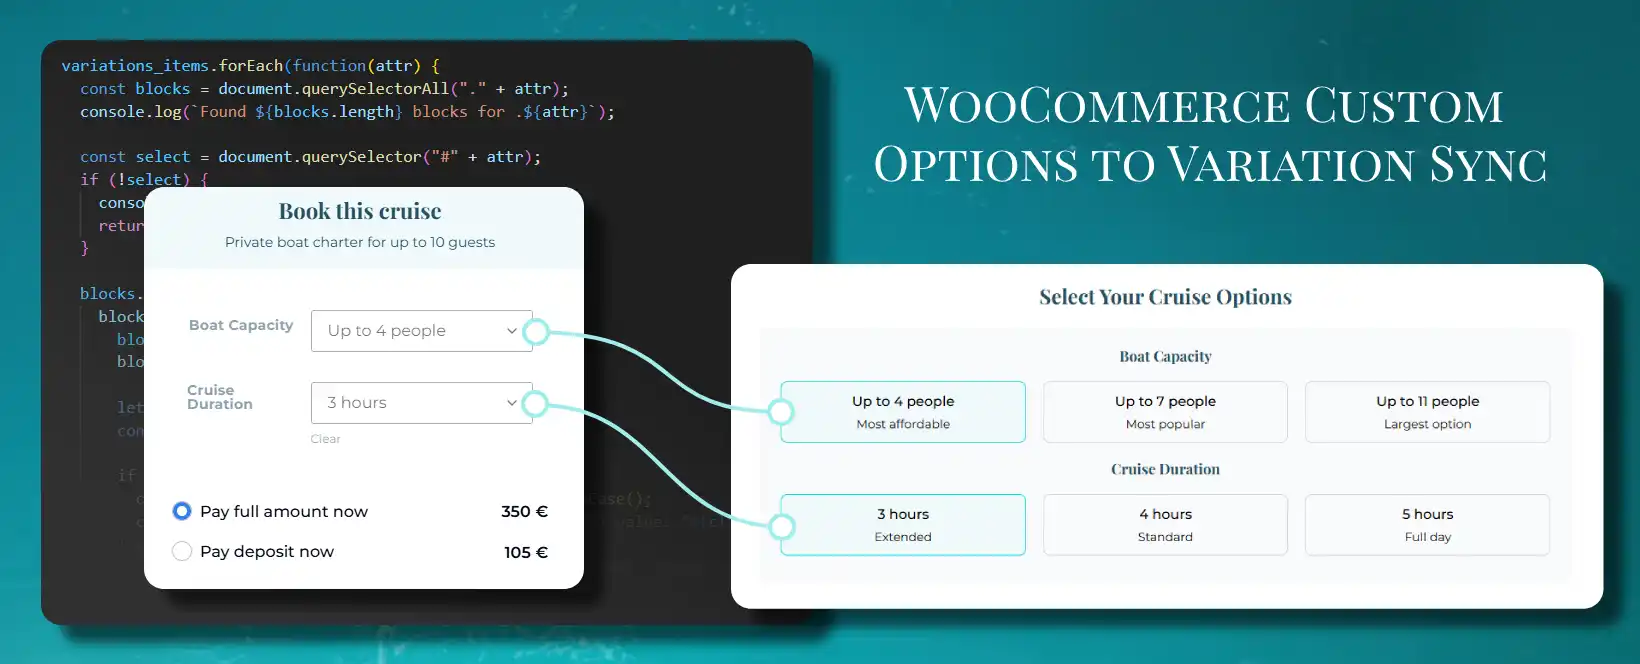 variations_items.forEach(function(attr) {
const blocks = document.querySelectorAll("." + attr);
console.log(`Found ${blocks.length} blocks for .${attr}`);
const select = document.querySelector("#" + attr);
if (!select) {
conso
retur
}
blocks.
block
blo
blo
let
con
if
case();
value:
WooCommerce Custom
Options to Variation Sync
Book this cruise
Private boat charter for up to 10 guests
Boat Capacity
Up to 4 people
Cruise
Duration
3 hours
Clear
Pay full amount now 350 €
Pay deposit now 105 €
Select Your Cruise Options
Boat Capacity
Up to 4 people
Most affordable
Up to 7 people
Most popular
Up to 11 people
Largest option
Cruise Duration
3 hours
Extended
4 hours
Standard
5 hours
Full day